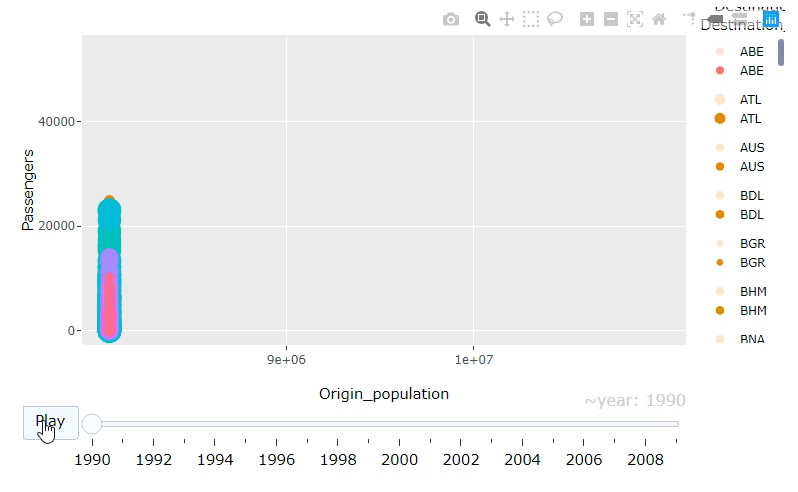 Destination_
ABE
ABE
ATL
ATL
AUS
AUS
BDL
BDL
BGR
BGR
BHM
BHM
BNA
40000
20000
0
Passengers
9e+06 1e+07
Origin_population
~year: 1990
Play
1990 1992 1994 1996 1998 2000 2002 2004 2006 2008